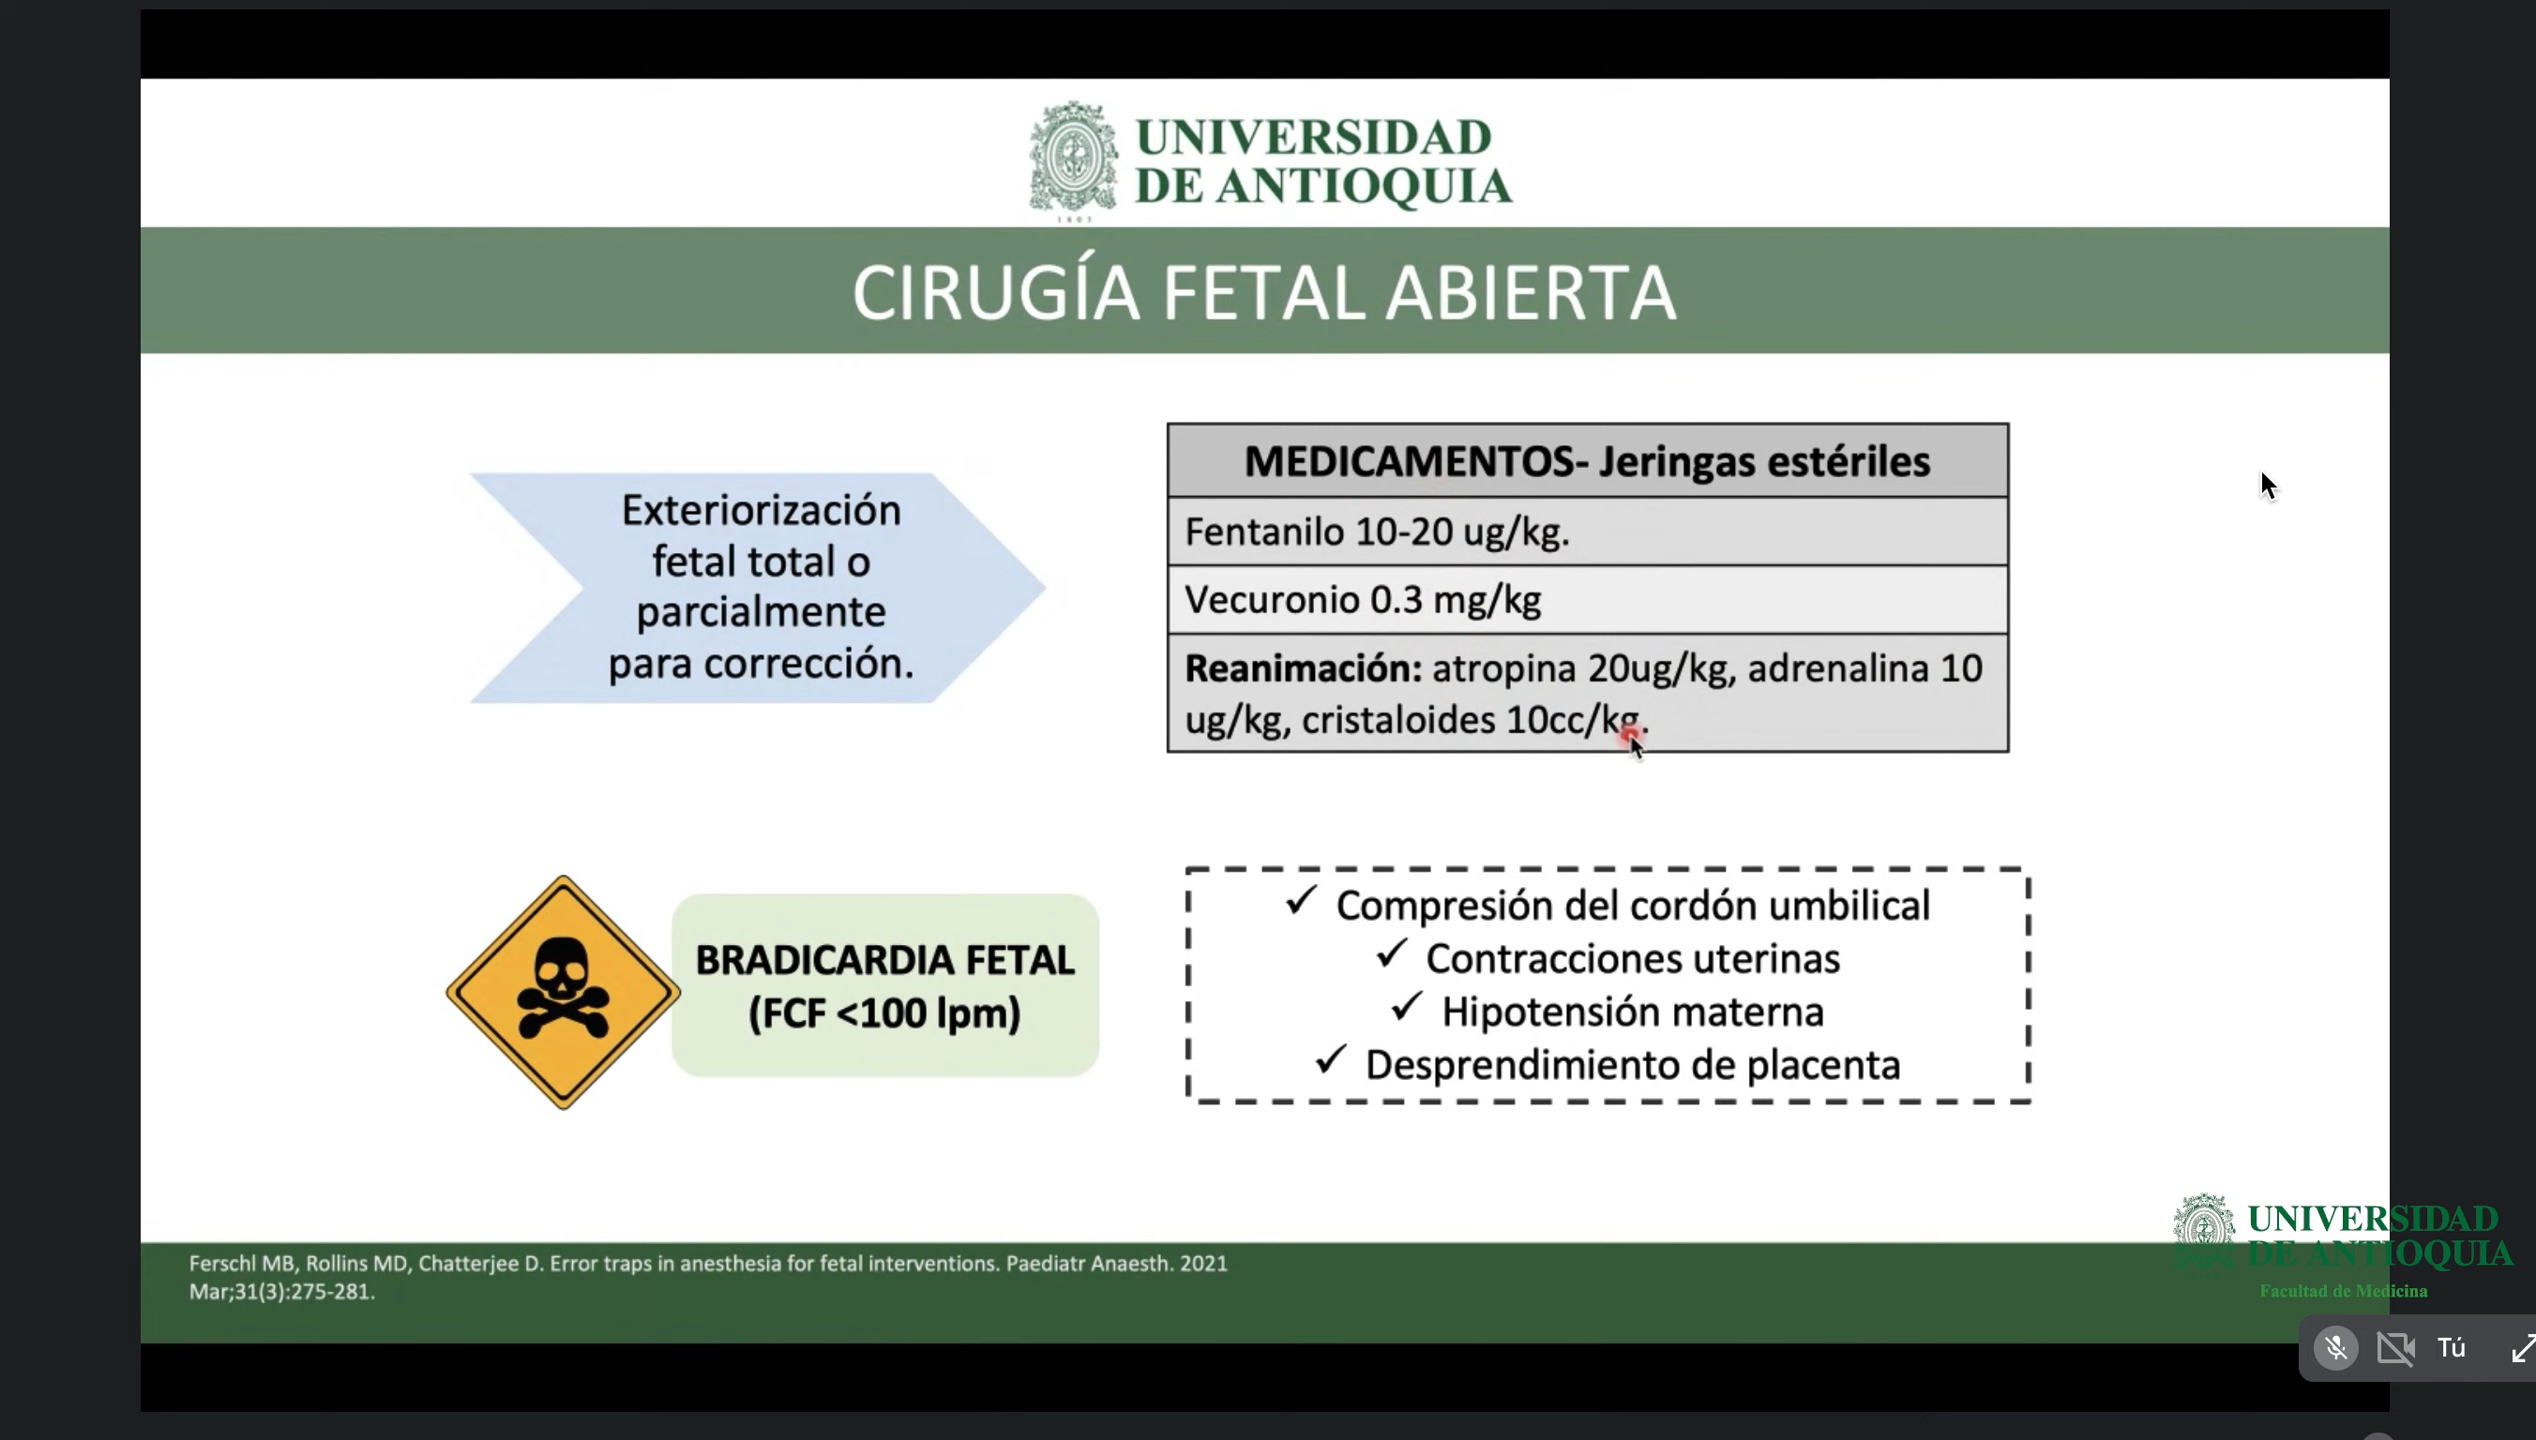 UNIVERSIDAD
DE ANTIOQUIA
1803
CIRUGÍA FETAL ABIERTA
Exteriorización
fetal total o
parcialmente
para corrección.
MEDICAMENTOS- Jeringas estériles
Fentanilo 10-20 ug/kg.
Vecuronio 0.3 mg/kg
Reanimación: atropina 20ug/kg, adrenalina 10
ug/kg, cristaloides 10cc/kg.
BRADICARDIA FETAL
(FCF <100 lpm)
✓ Compresión del cordón umbilical
✓ Contracciones uterinas
✓ Hipotensión materna
✓ Desprendimiento de placenta
Ferschl MB, Rollins MD, Chatterjee D. Error traps in anesthesia for fetal interventions. Paediatr Anaesth. 2021
Mar;31(3):275-281.
UNIVERSIDAD
DE ANTIOQUIA
Facultad de Medicina
Tú